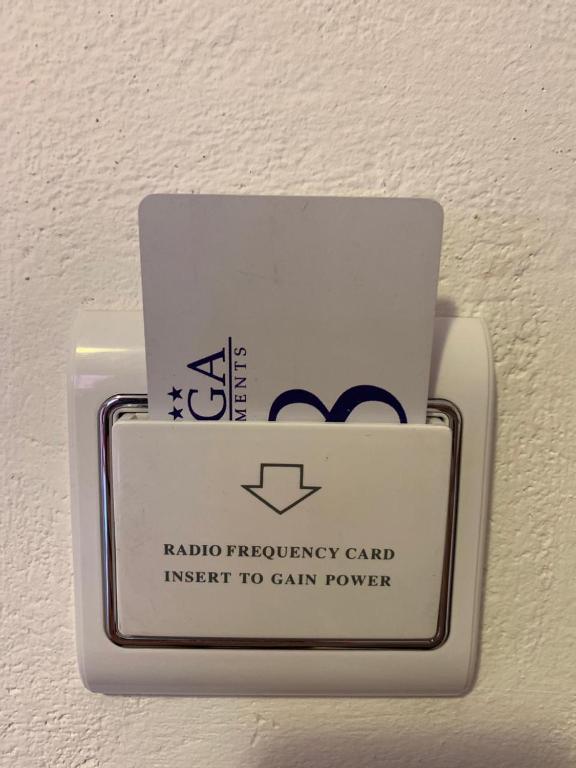 GA
MENTS
RADIO FREQUENCY CARD
INSERT TO GAIN POWER